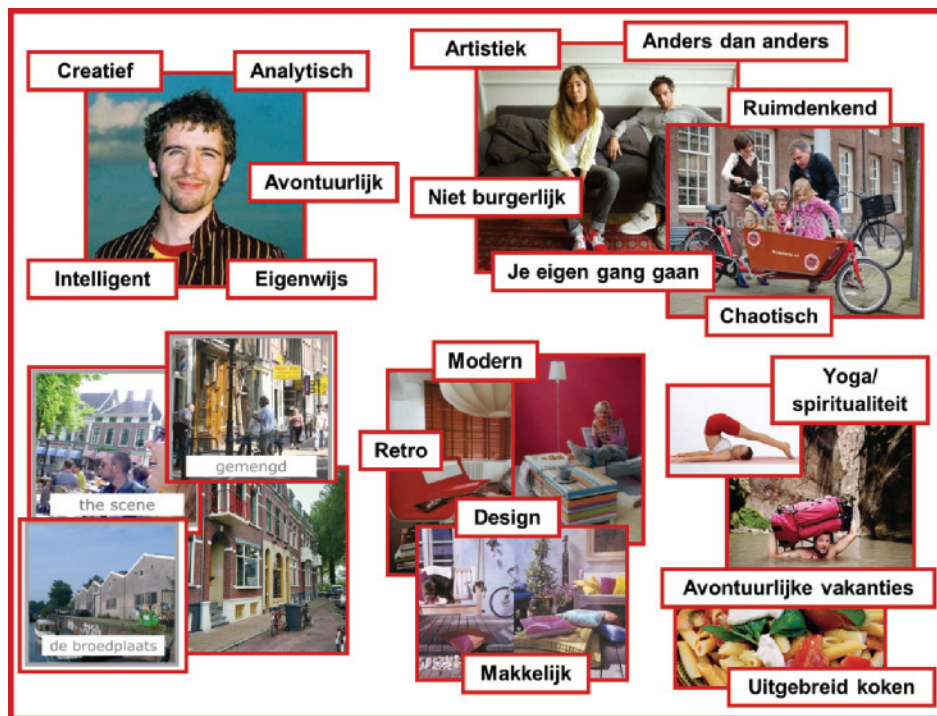 Creatief
Analytisch
Avontuurlijk
Intelligent
Eigenwijs
Artistiek
Anders dan anders
Ruimdenkend
Niet burgerlijk
Je eigen gang gaan
Chaotisch
gemengd
the scene
de broedplaats
Modern
Retro
Design
Makkelijk
Yoga/
spiritualiteit
Avontuurlijke vakanties
Uitgebreid koken